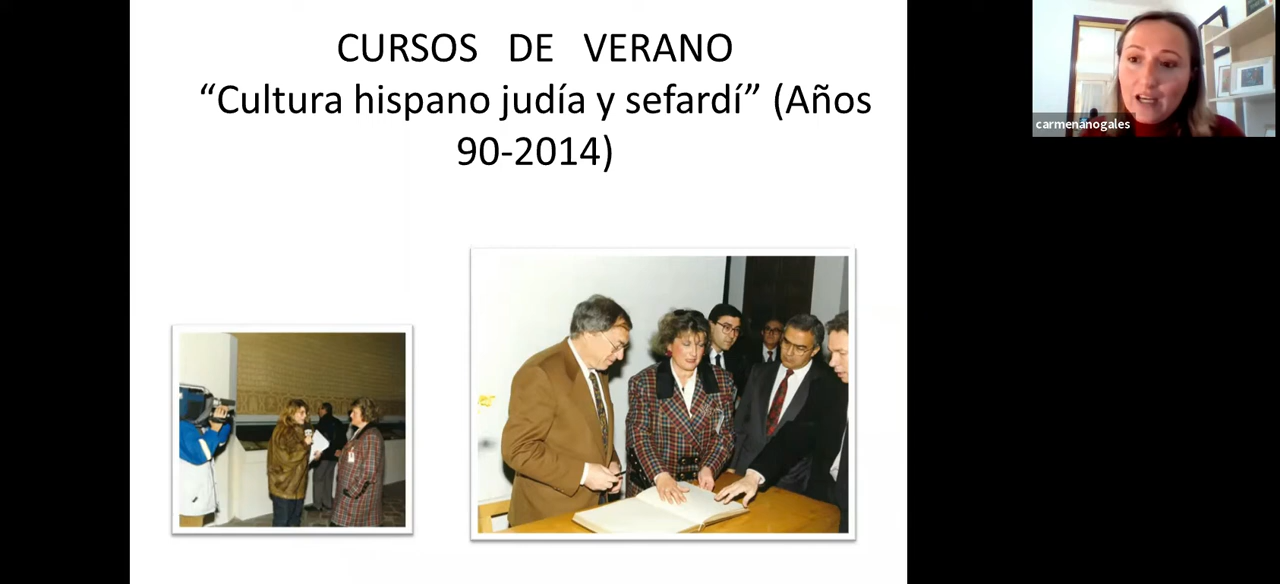 CURSOS DE VERANO
“Cultura hispano judía y sefardí” (Años
90-2014)
carmenanogales